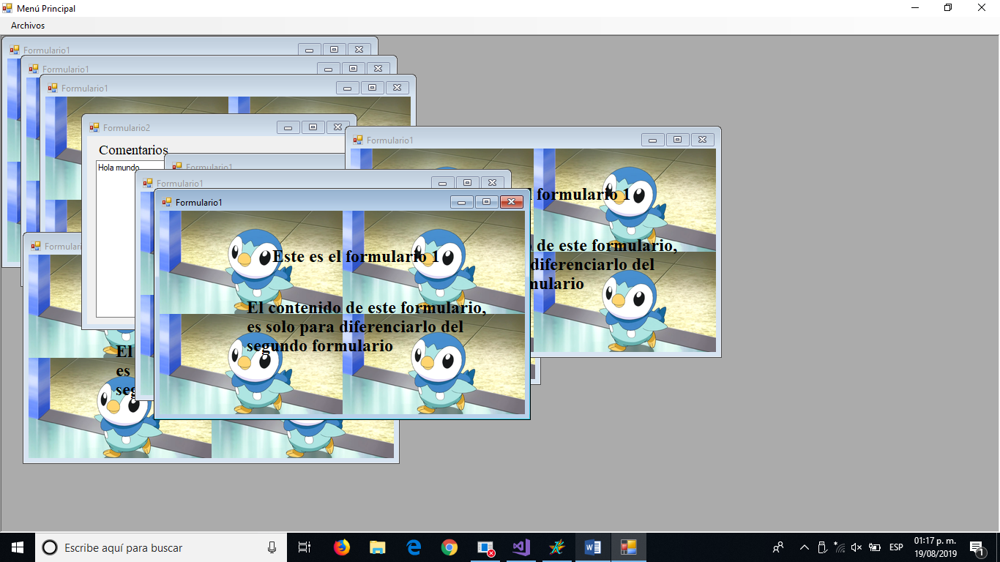 Menú Principal
Archivos
Formulario1
Formulario1
Formulario1
Formulario2
Comentarios
Hola mundo
Formulario1
l formulario 1
de este formulario,
diferenciarlo del
mulario
Formulario1
Formulario1
Formulario1
Este es el formulario 1
El contenido de este formulario,
es solo para diferenciarlo del
segundo formulario
Formulari
El
es
seg
Escribe aquí para buscar
ESP
01:17 p. m.
19/08/2019
1